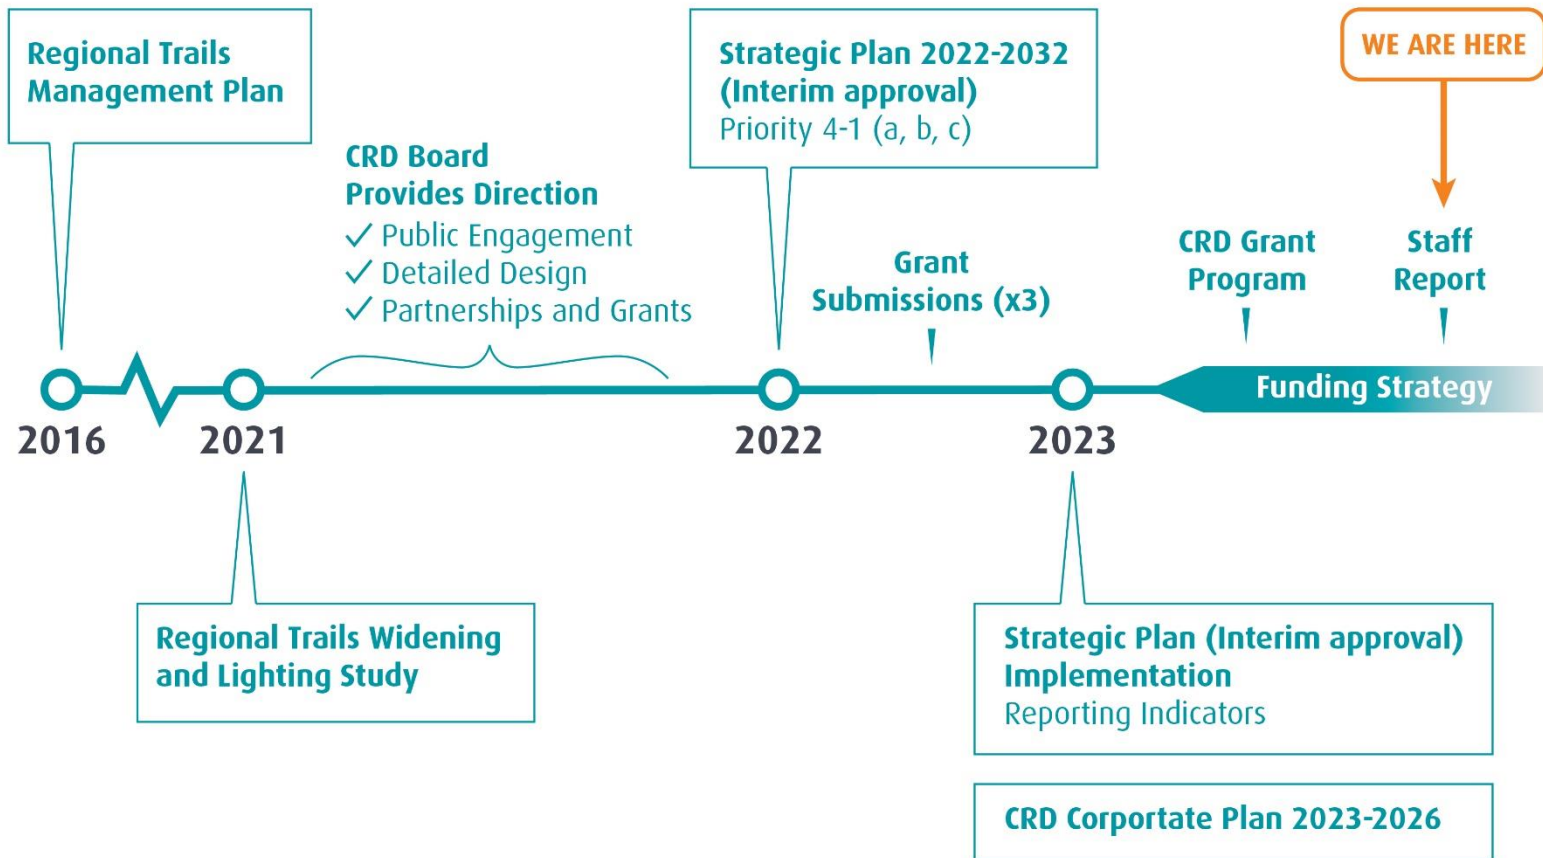 Regional Trails
Management Plan
CRD Board
Provides Direction
✓ Public Engagement
✓ Detailed Design
✓ Partnerships and Grants
Strategic Plan 2022-2032
(Interim approval)
Priority 4-1 (a, b, c)
Grant
Submissions (x3)
WE ARE HERE
CRD Grant
Program
Staff
Report
Funding Strategy
2016
2021
2022
2023
Regional Trails Widening
and Lighting Study
Strategic Plan (Interim approval)
Implementation
Reporting Indicators
CRD Corportate Plan 2023-2026